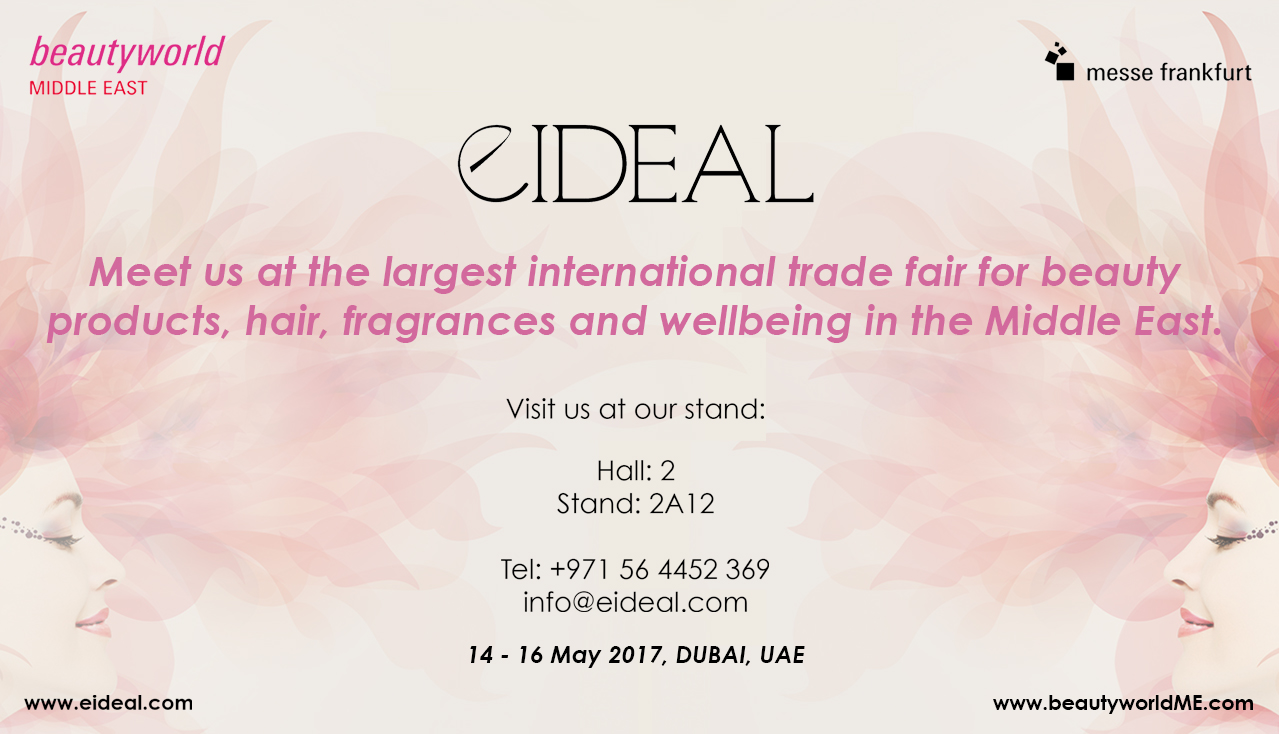 beautyworld
MIDDLE EAST
messe frankfurt
eIDEAL
Meet us at the largest international trade fair for beauty
products, hair, fragrances and wellbeing in the Middle East.
Visit us at our stand:
Hall: 2
Stand: 2A12
Tel: +971 56 4452 369
info@eideal.com
14 - 16 May 2017, DUBAI, UAE
www.eideal.com
www.beautyworldME.com